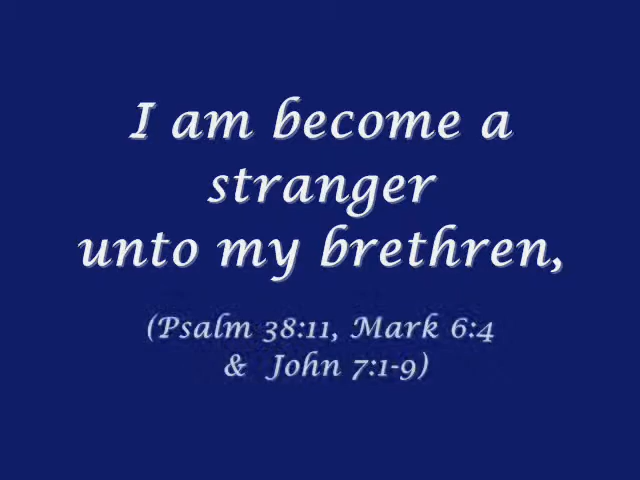 I am become a
stranger
unto my brethren,
(Psalm 38:11, Mark 6:4
& John 7:1-9)